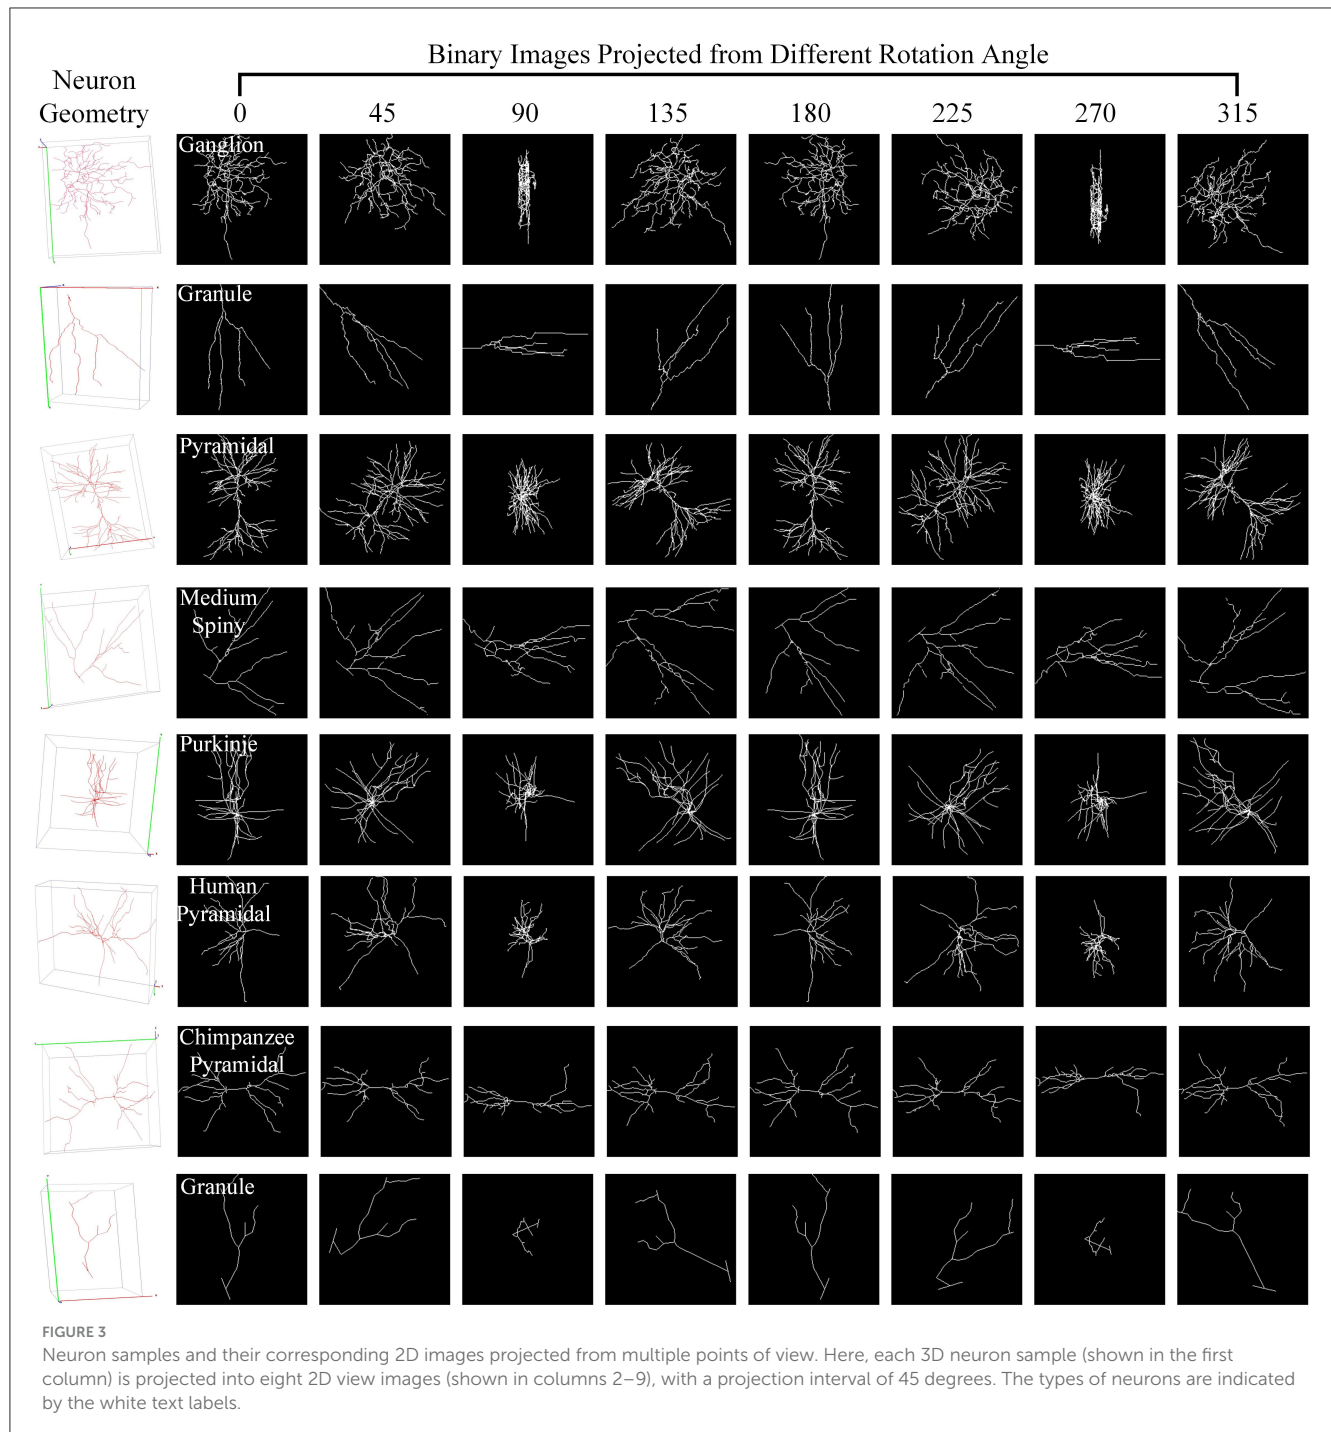 Binary Images Projected from Different Rotation Angle
Neuron
Geometry
0 45 90 135 180 225 270 315
Ganglion
Granule
Pyramidal
Medium
Spiny
Purkinje
Human
Pyramidal
Chimpanzee
Pyramidal
Granule
FIGURE 3
Neuron samples and their corresponding 2D images projected from multiple points of view. Here, each 3D neuron sample (shown in the first
column) is projected into eight 2D view images (shown in columns 2–9), with a projection interval of 45 degrees. The types of neurons are indicated
by the white text labels.